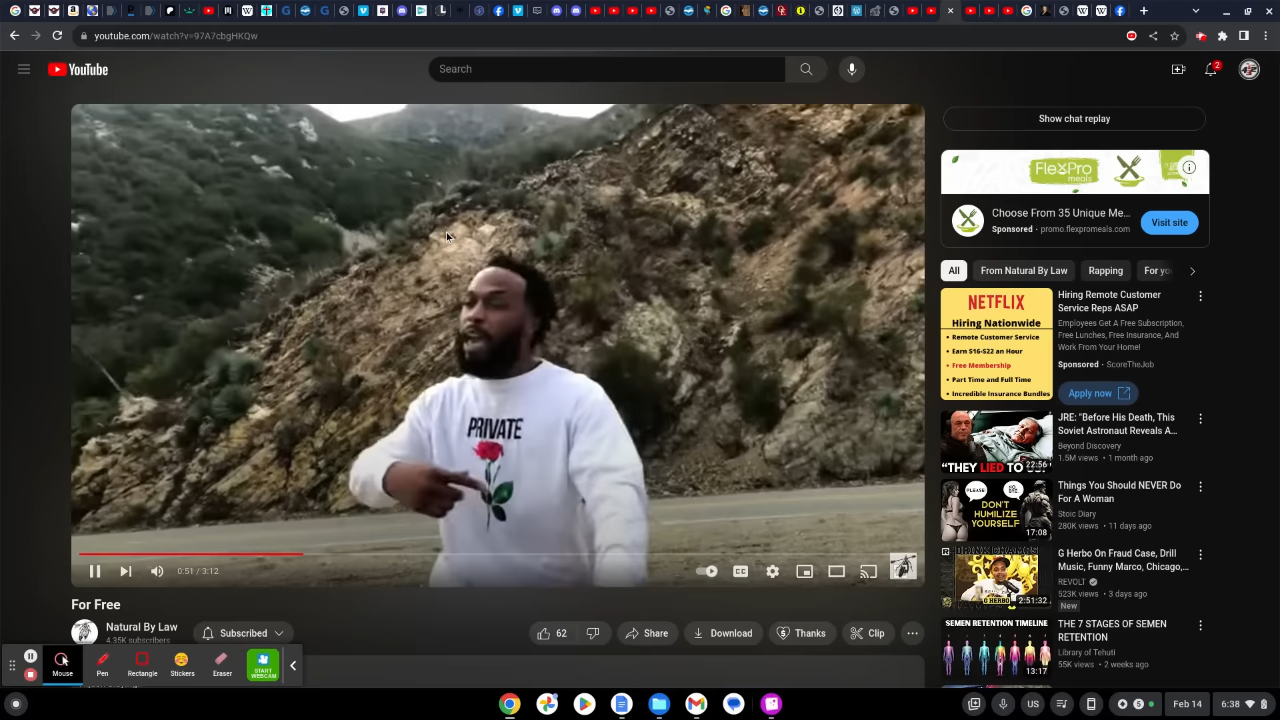 youtube.com/watch?v=97A7cbgHKQw
YouTube
Search
2
Show chat replay
FlexPro
meals
Choose From 35 Unique Me...
Sponsored • promo.flexpromeals.com
Visit site
All
From Natural By Law
Rapping
For yo
PRIVATE
NETFLIX
Hiring Nationwide
• Remote Customer Service
• Earn $16-$22 an Hour
• Free Membership
• Part Time and Full Time
• Incredible Insurance Bundles
Hiring Remote Customer
Service Reps ASAP
Employees Get A Free Subscription,
Free Lunches, Free Insurance, And
Work From Your Home!
Sponsored • ScoreTheJob
Apply now
"THEY LIED TO
22:56
JRE: "Before His Death, This
Soviet Astronaut Reveals A...
Beyond Discovery
1.5M views • 1 month ago
PLEASE
NO.
DON'T
HUMILIZE
YOURSELF
17:08
Things You Should NEVER Do
For A Woman
Stoic Diary
280K views • 11 days ago
DRINK CHAMPS
G HERBO
2:51:32
G Herbo On Fraud Case, Drill
Music, Funny Marco, Chicago,...
REVOLT
523K views • 3 days ago
New
SEMEN RETENTION TIMELINE
13:17
THE 7 STAGES OF SEMEN
RETENTION
Library of Tehuti
55K views • 2 weeks ago
0:51 / 3:12
CC
For Free
Natural By Law
4.35K subscribers
Subscribed
62
Share
Download
Thanks
Clip
Mouse
Pen
Rectangle
Stickers
Eraser
START
WEBCAM
US
5
Feb 14
6:38